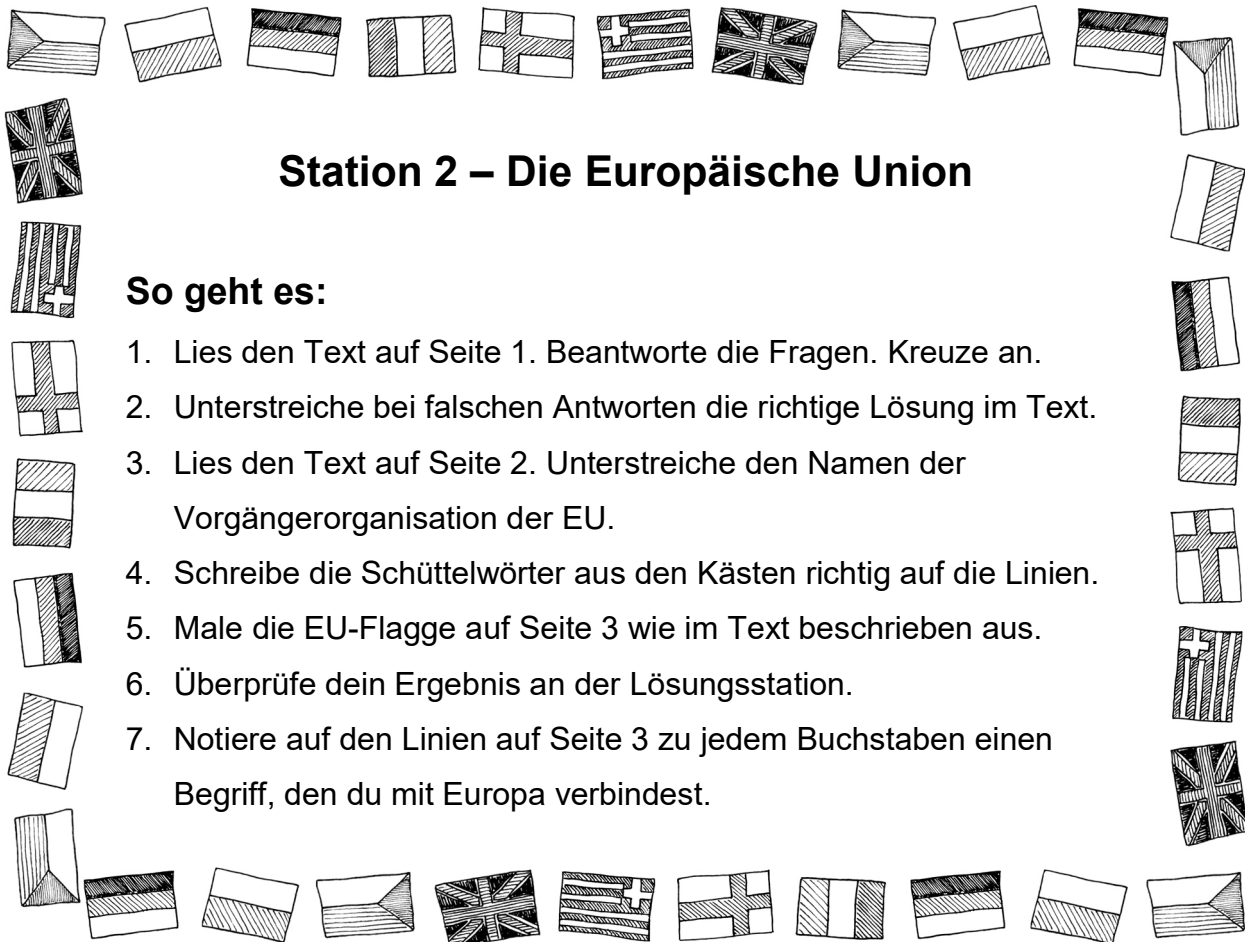 Station 2 – Die Europäische Union
So geht es:
1. Lies den Text auf Seite 1. Beantworte die Fragen. Kreuze an.
2. Unterstreiche bei falschen Antworten die richtige Lösung im Text.
3. Lies den Text auf Seite 2. Unterstreiche den Namen der
Vorgängerorganisation der EU.
4. Schreibe die Schüttelwörter aus den Kästen richtig auf die Linien.
5. Male die EU-Flagge auf Seite 3 wie im Text beschrieben aus.
6. Überprüfe dein Ergebnis an der Lösungsstation.
7. Notiere auf den Linien auf Seite 3 zu jedem Buchstaben einen
Begriff, den du mit Europa verbindest.